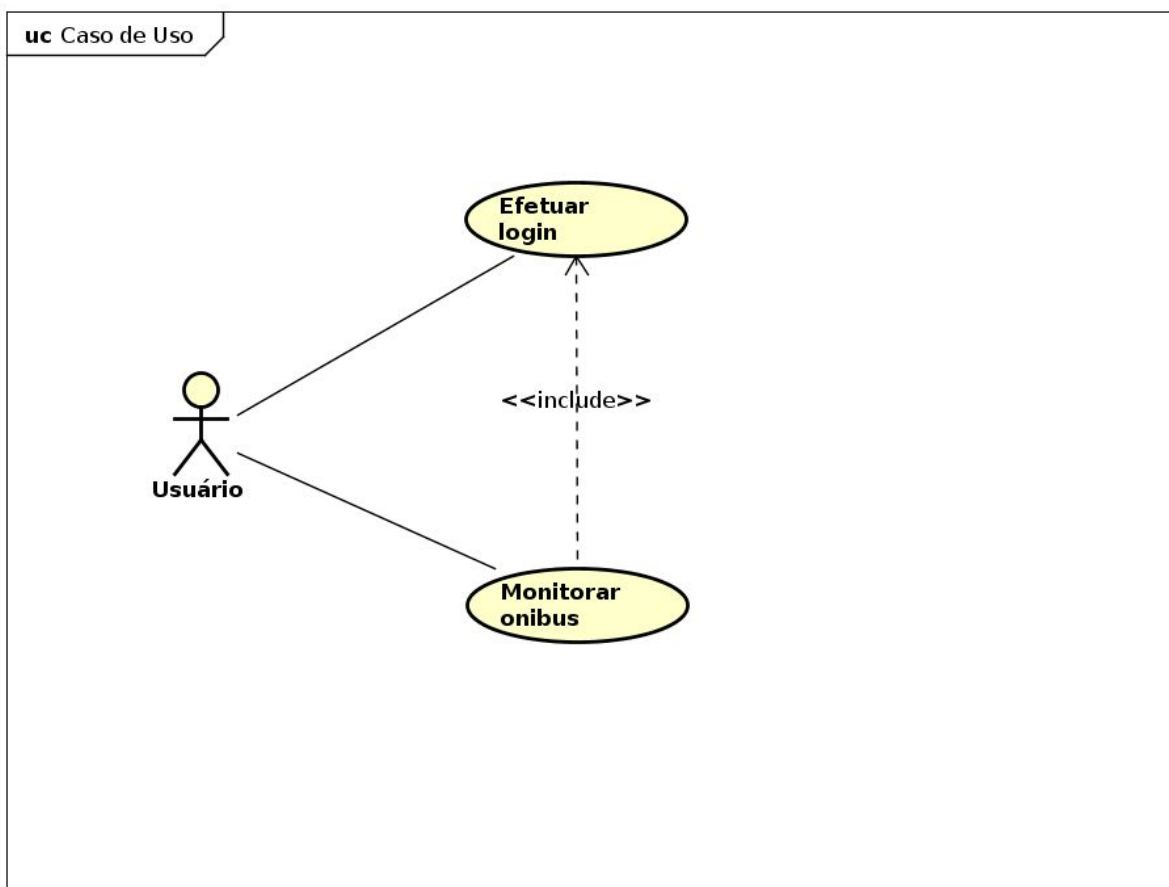 uc Caso de Uso
Efetuar
login
<<include>>
Usuário
Monitorar
onibus